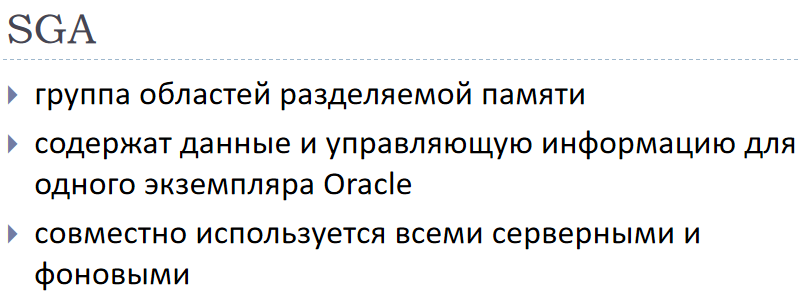 SGA
группа областей разделяемой памяти
содержат данные и управляющую информацию для
одного экземпляра Oracle
совместно используется всеми серверными и
фоновыми